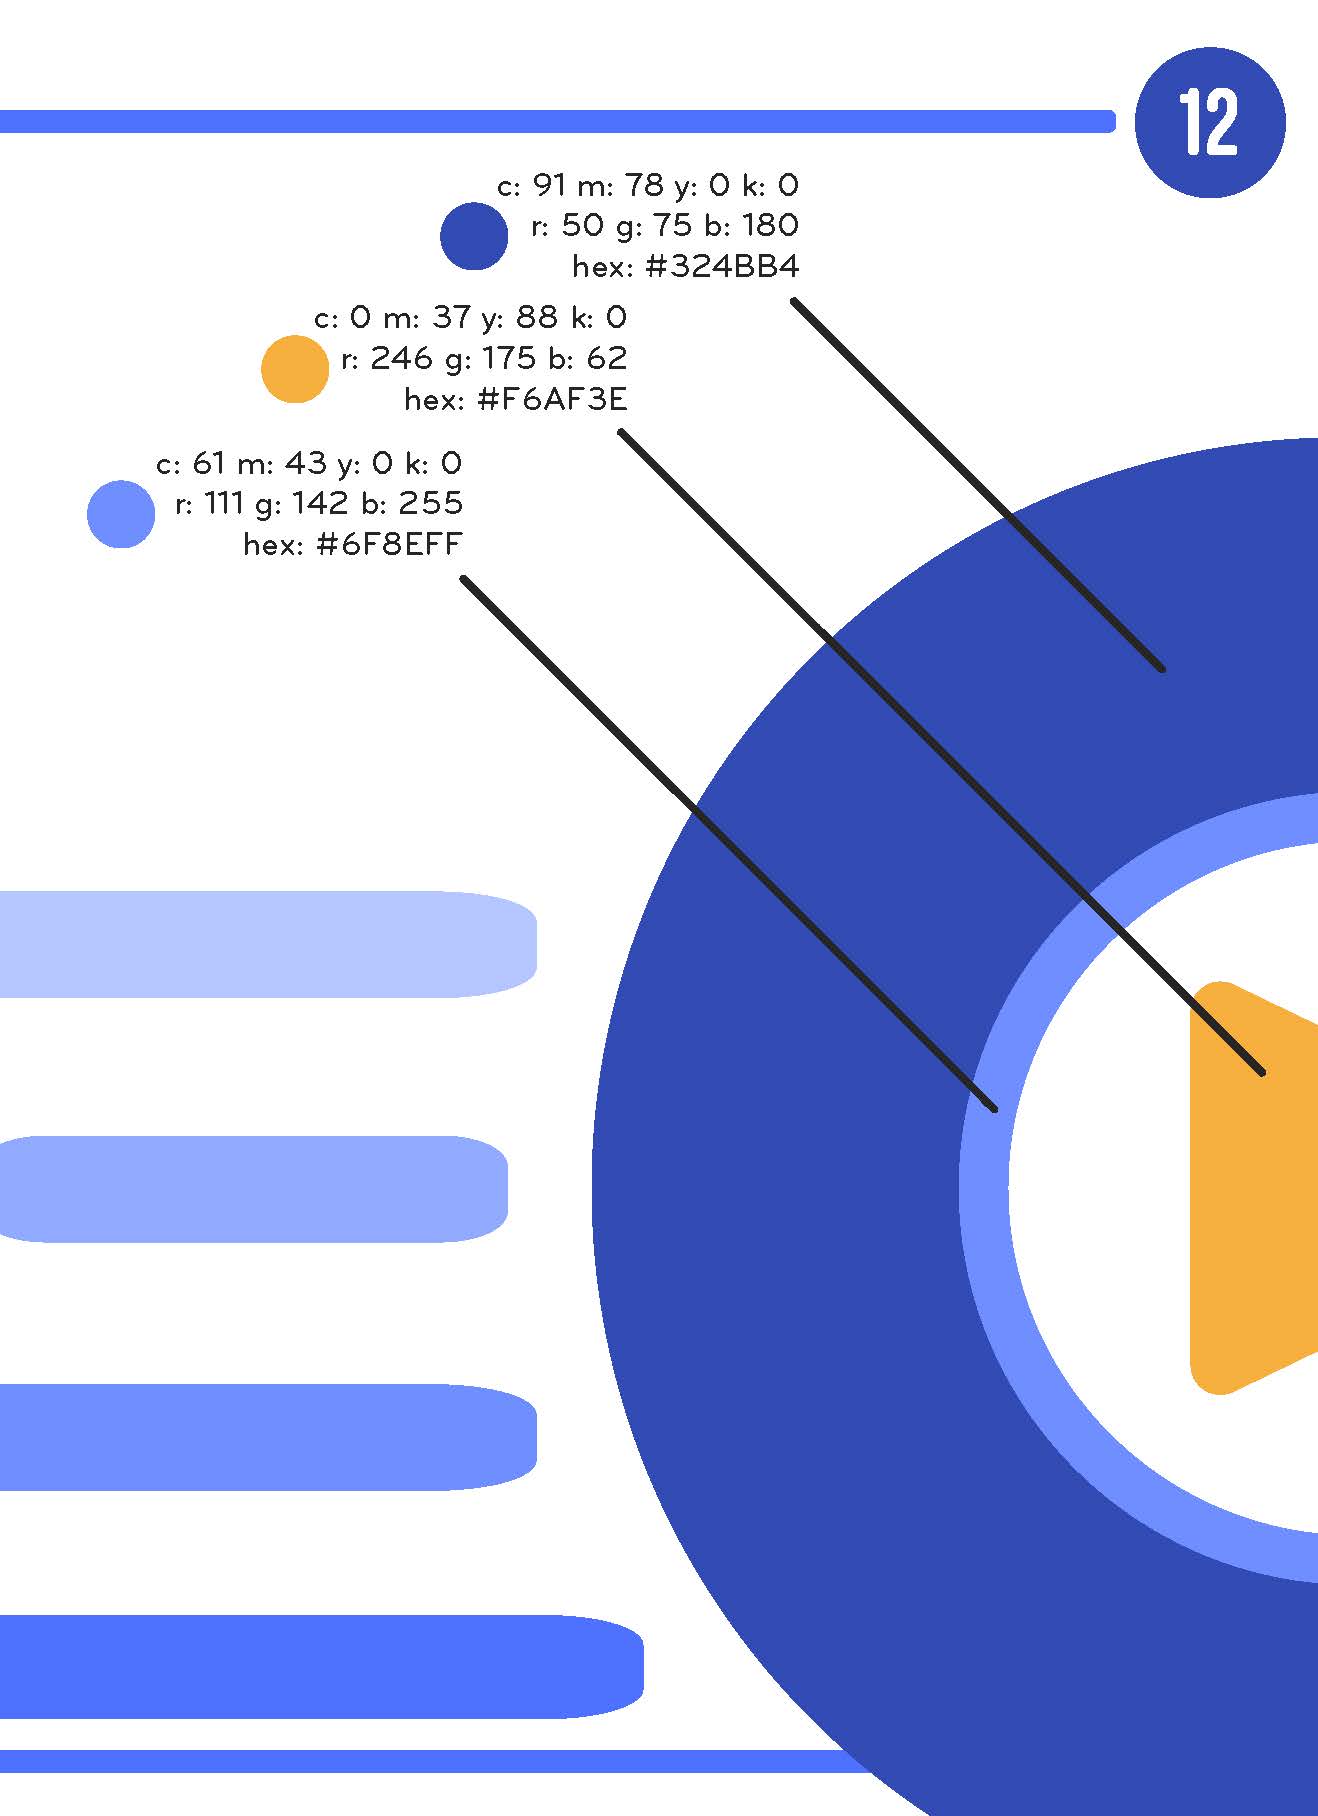 12
c: 91 m: 78 y: 0 k: 0
r: 50 g: 75 b: 180
hex: #324BB4
c: 0 m: 37 y: 88 k: 0
r: 246 g: 175 b: 62
hex: #F6AF3E
c: 61 m: 43 y: 0 k: 0
r: 111 g: 142 b: 255
hex: #6F8EFF